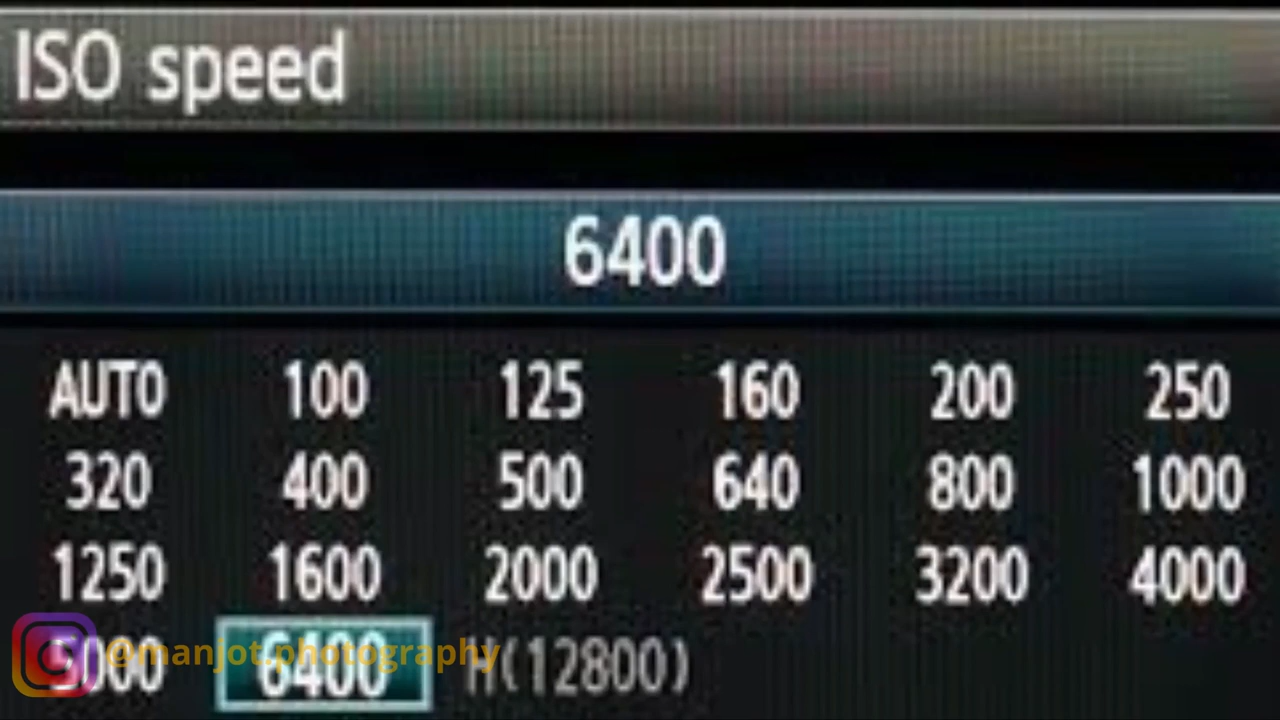 ISO speed
6400
AUTO 100 125 160 200 250
320 400 500 640 800 1000
1250 1600 2000 2500 3200 4000
5000 6400 H(12800)
@manjot.photography